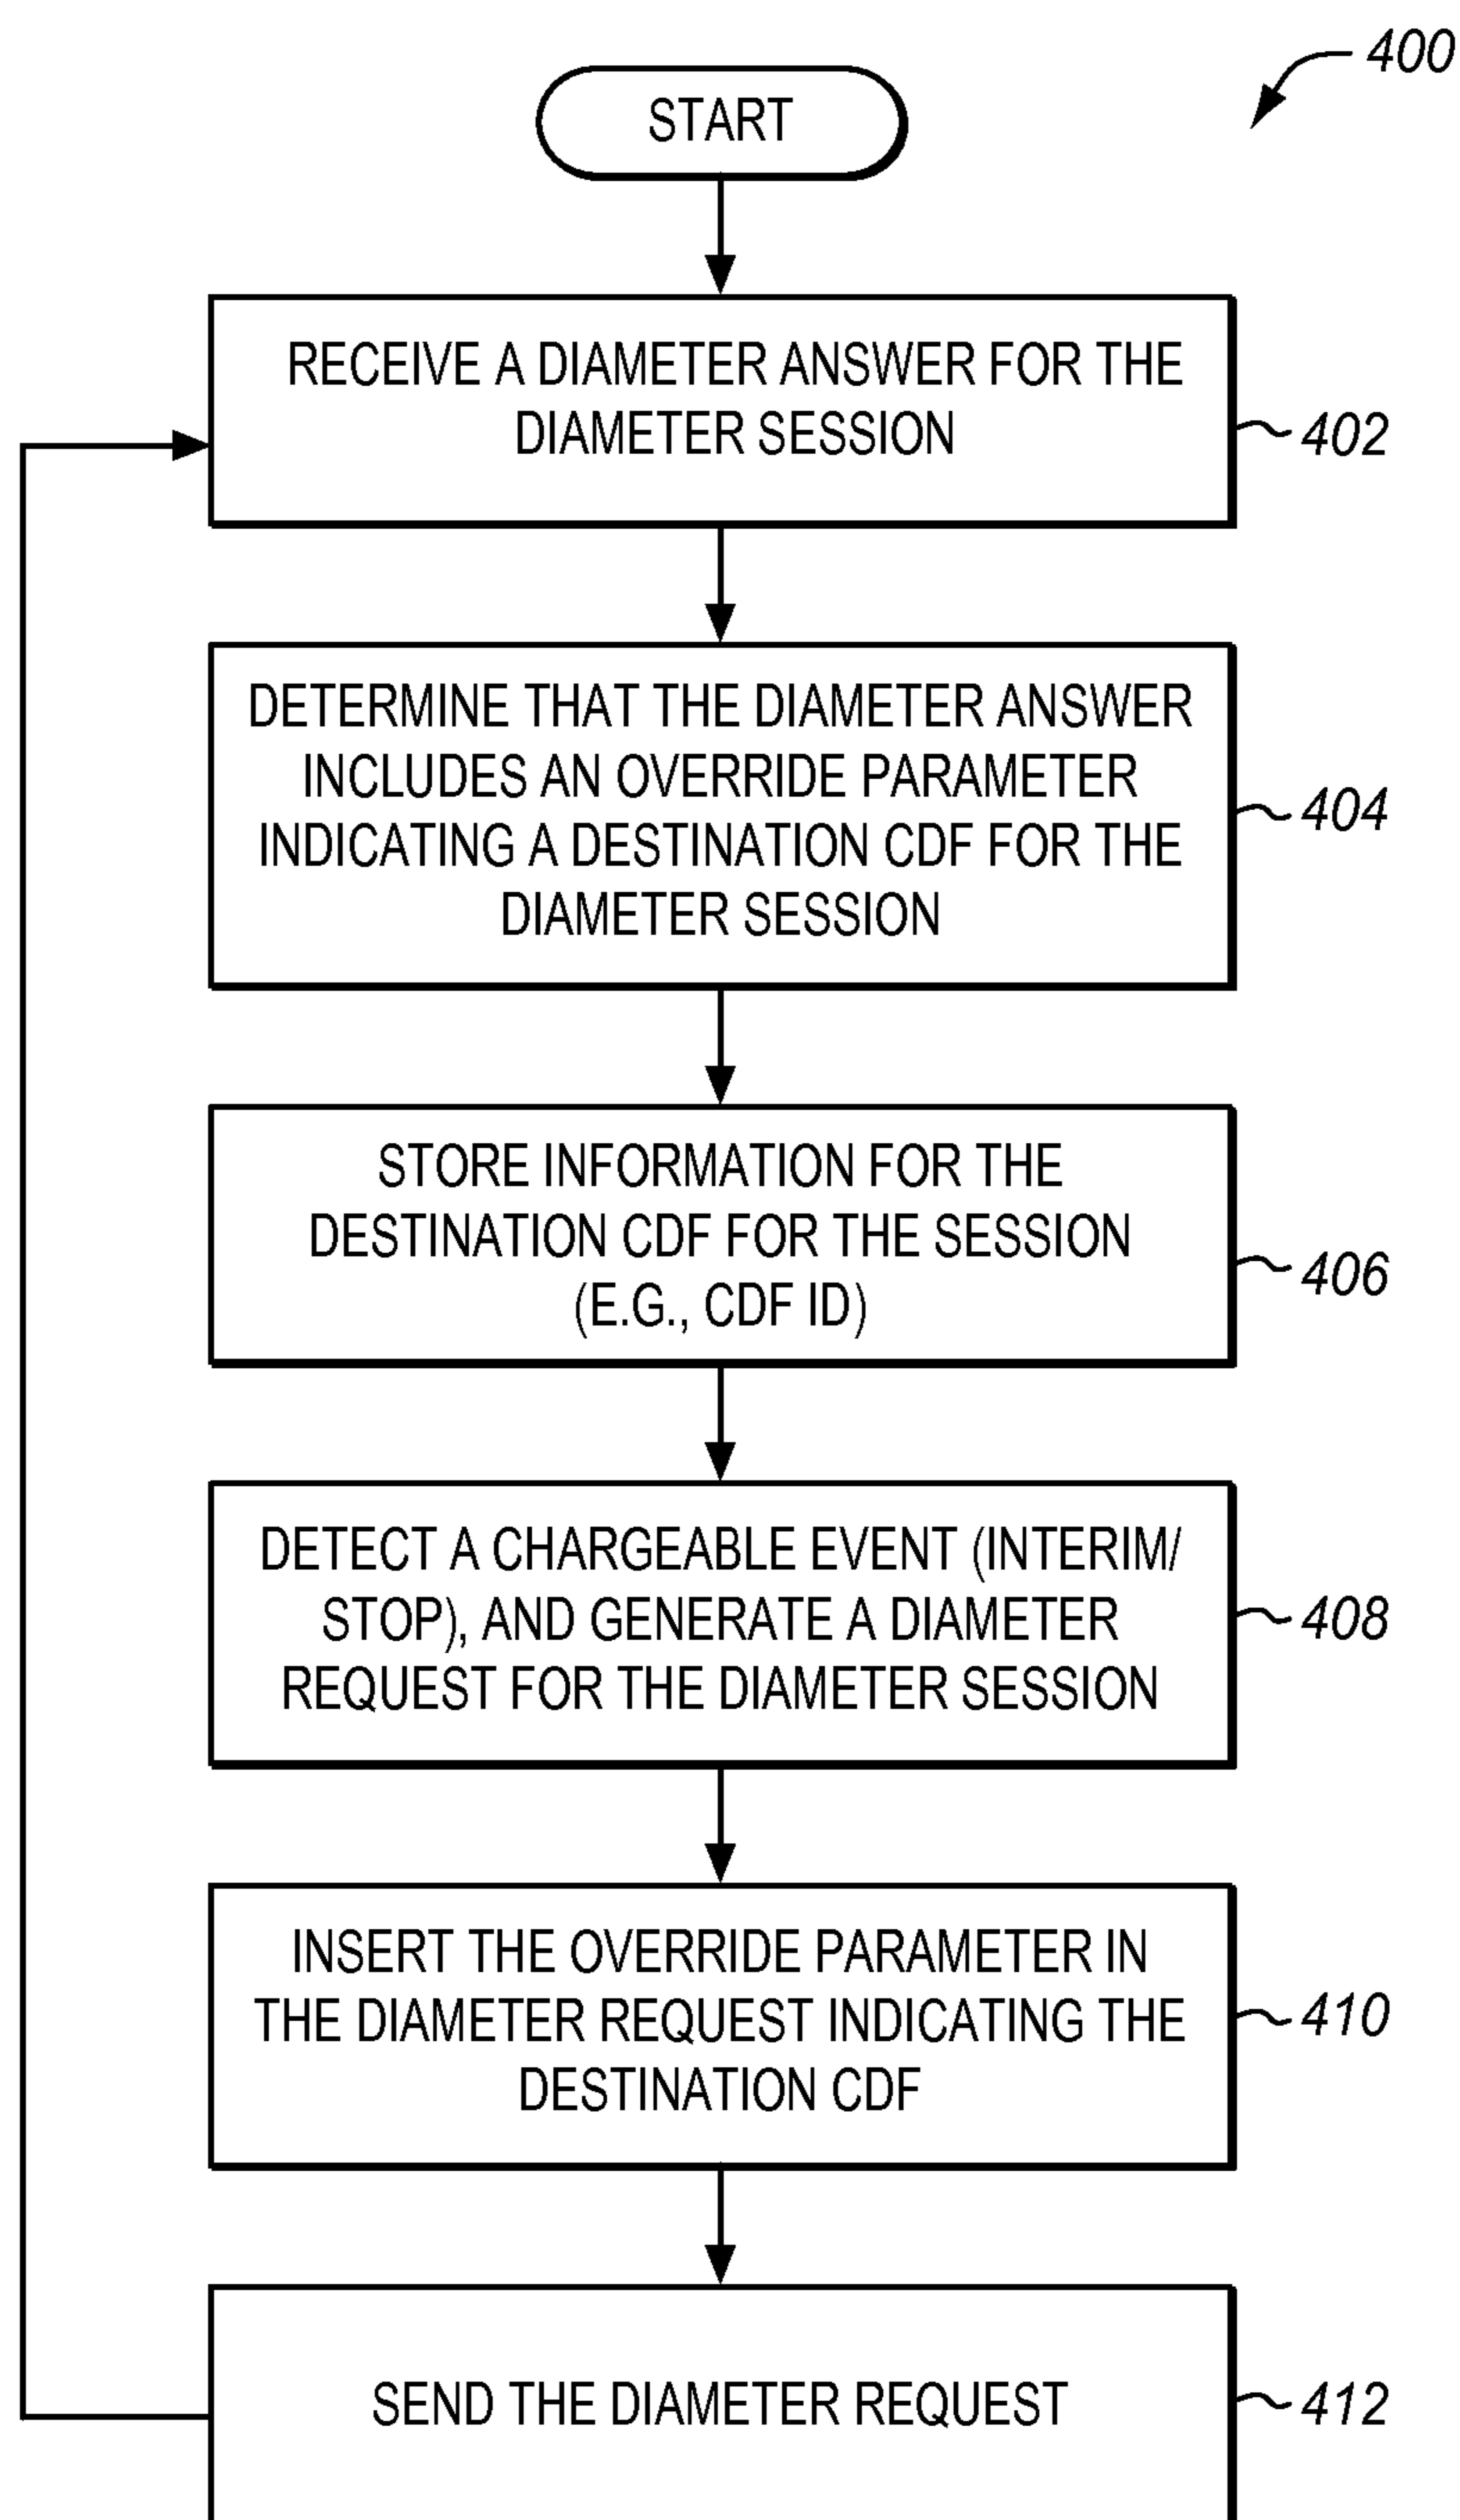 400
START
RECEIVE A DIAMETER ANSWER FOR THE
DIAMETER SESSION
402
DETERMINE THAT THE DIAMETER ANSWER
INCLUDES AN OVERRIDE PARAMETER
INDICATING A DESTINATION CDF FOR THE
DIAMETER SESSION
404
STORE INFORMATION FOR THE
DESTINATION CDF FOR THE SESSION
(E.G., CDF ID)
406
DETECT A CHARGEABLE EVENT (INTERIM/
STOP), AND GENERATE A DIAMETER
REQUEST FOR THE DIAMETER SESSION
408
INSERT THE OVERRIDE PARAMETER IN
THE DIAMETER REQUEST INDICATING THE
DESTINATION CDF
410
SEND THE DIAMETER REQUEST
412